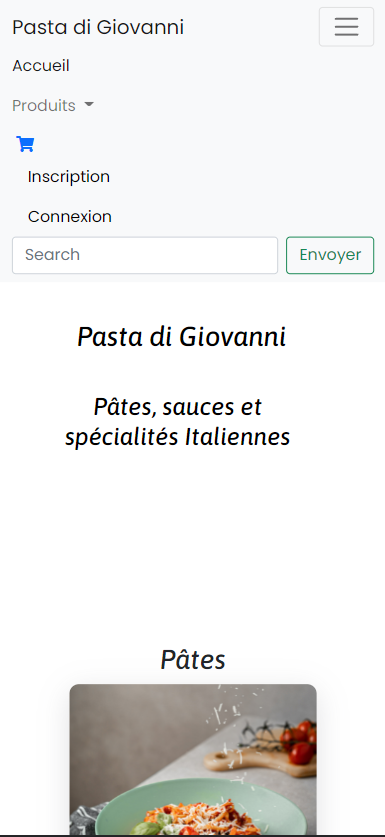 Pasta di Giovanni
Accueil
Produits
Inscription
Connexion
Search
Envoyer
Pasta di Giovanni
Pâtes, sauces et
spécialités Italiennes
Pâtes